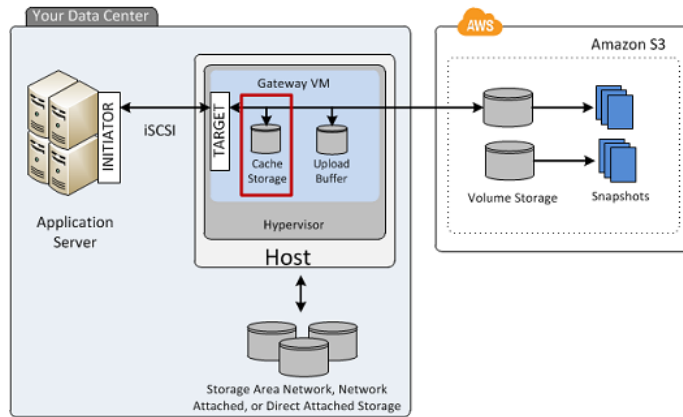 Your Data Center
AWS
Amazon S3
Gateway VM
INITIATOR
iSCSI
TARGET
Cache
Storage
Upload
Buffer
Volume Storage
Snapshots
Application
Server
Hypervisor
Host
Storage Area Network, Network
Attached, or Direct Attached Storage